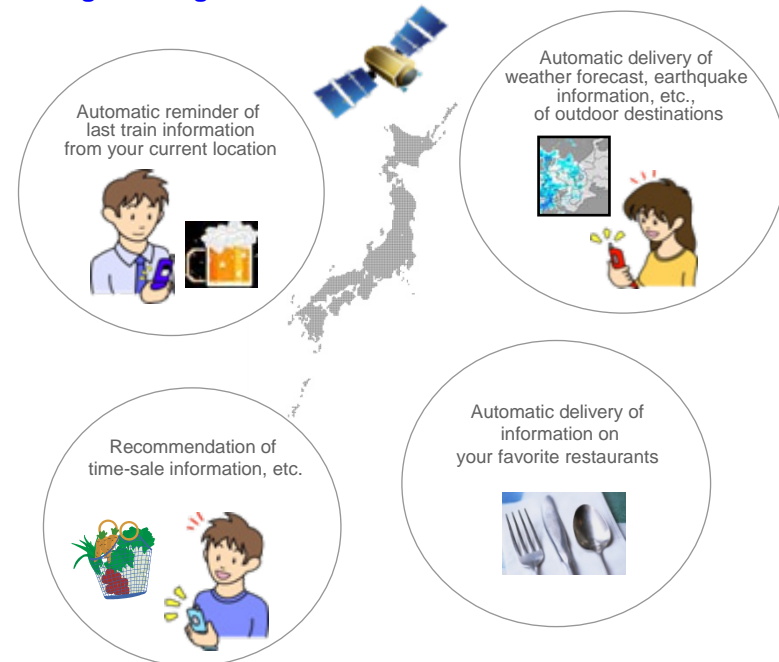 Automatic delivery of
weather forecast, earthquake
information, etc.,
of outdoor destinations
Automatic reminder of
last train information
from your current location
Automatic delivery of
information on
your favorite restaurants
Recommendation of
time-sale information, etc.